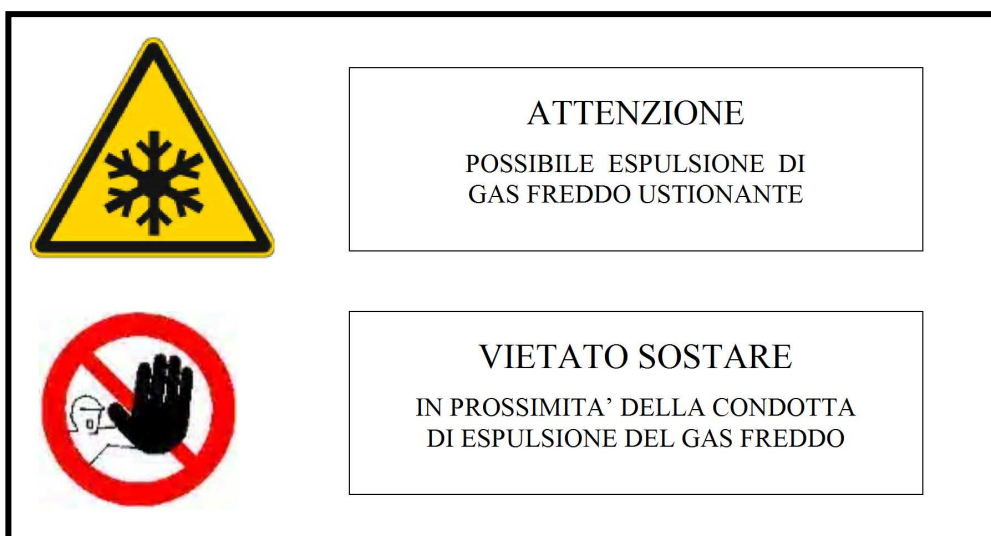 ATTENZIONE
POSSIBILE ESPULSIONE DI
GAS FREDDO USTIONANTE
VIETATO SOSTARE
IN PROSSIMITA’ DELLA CONDOTTA
DI ESPULSIONE DEL GAS FREDDO